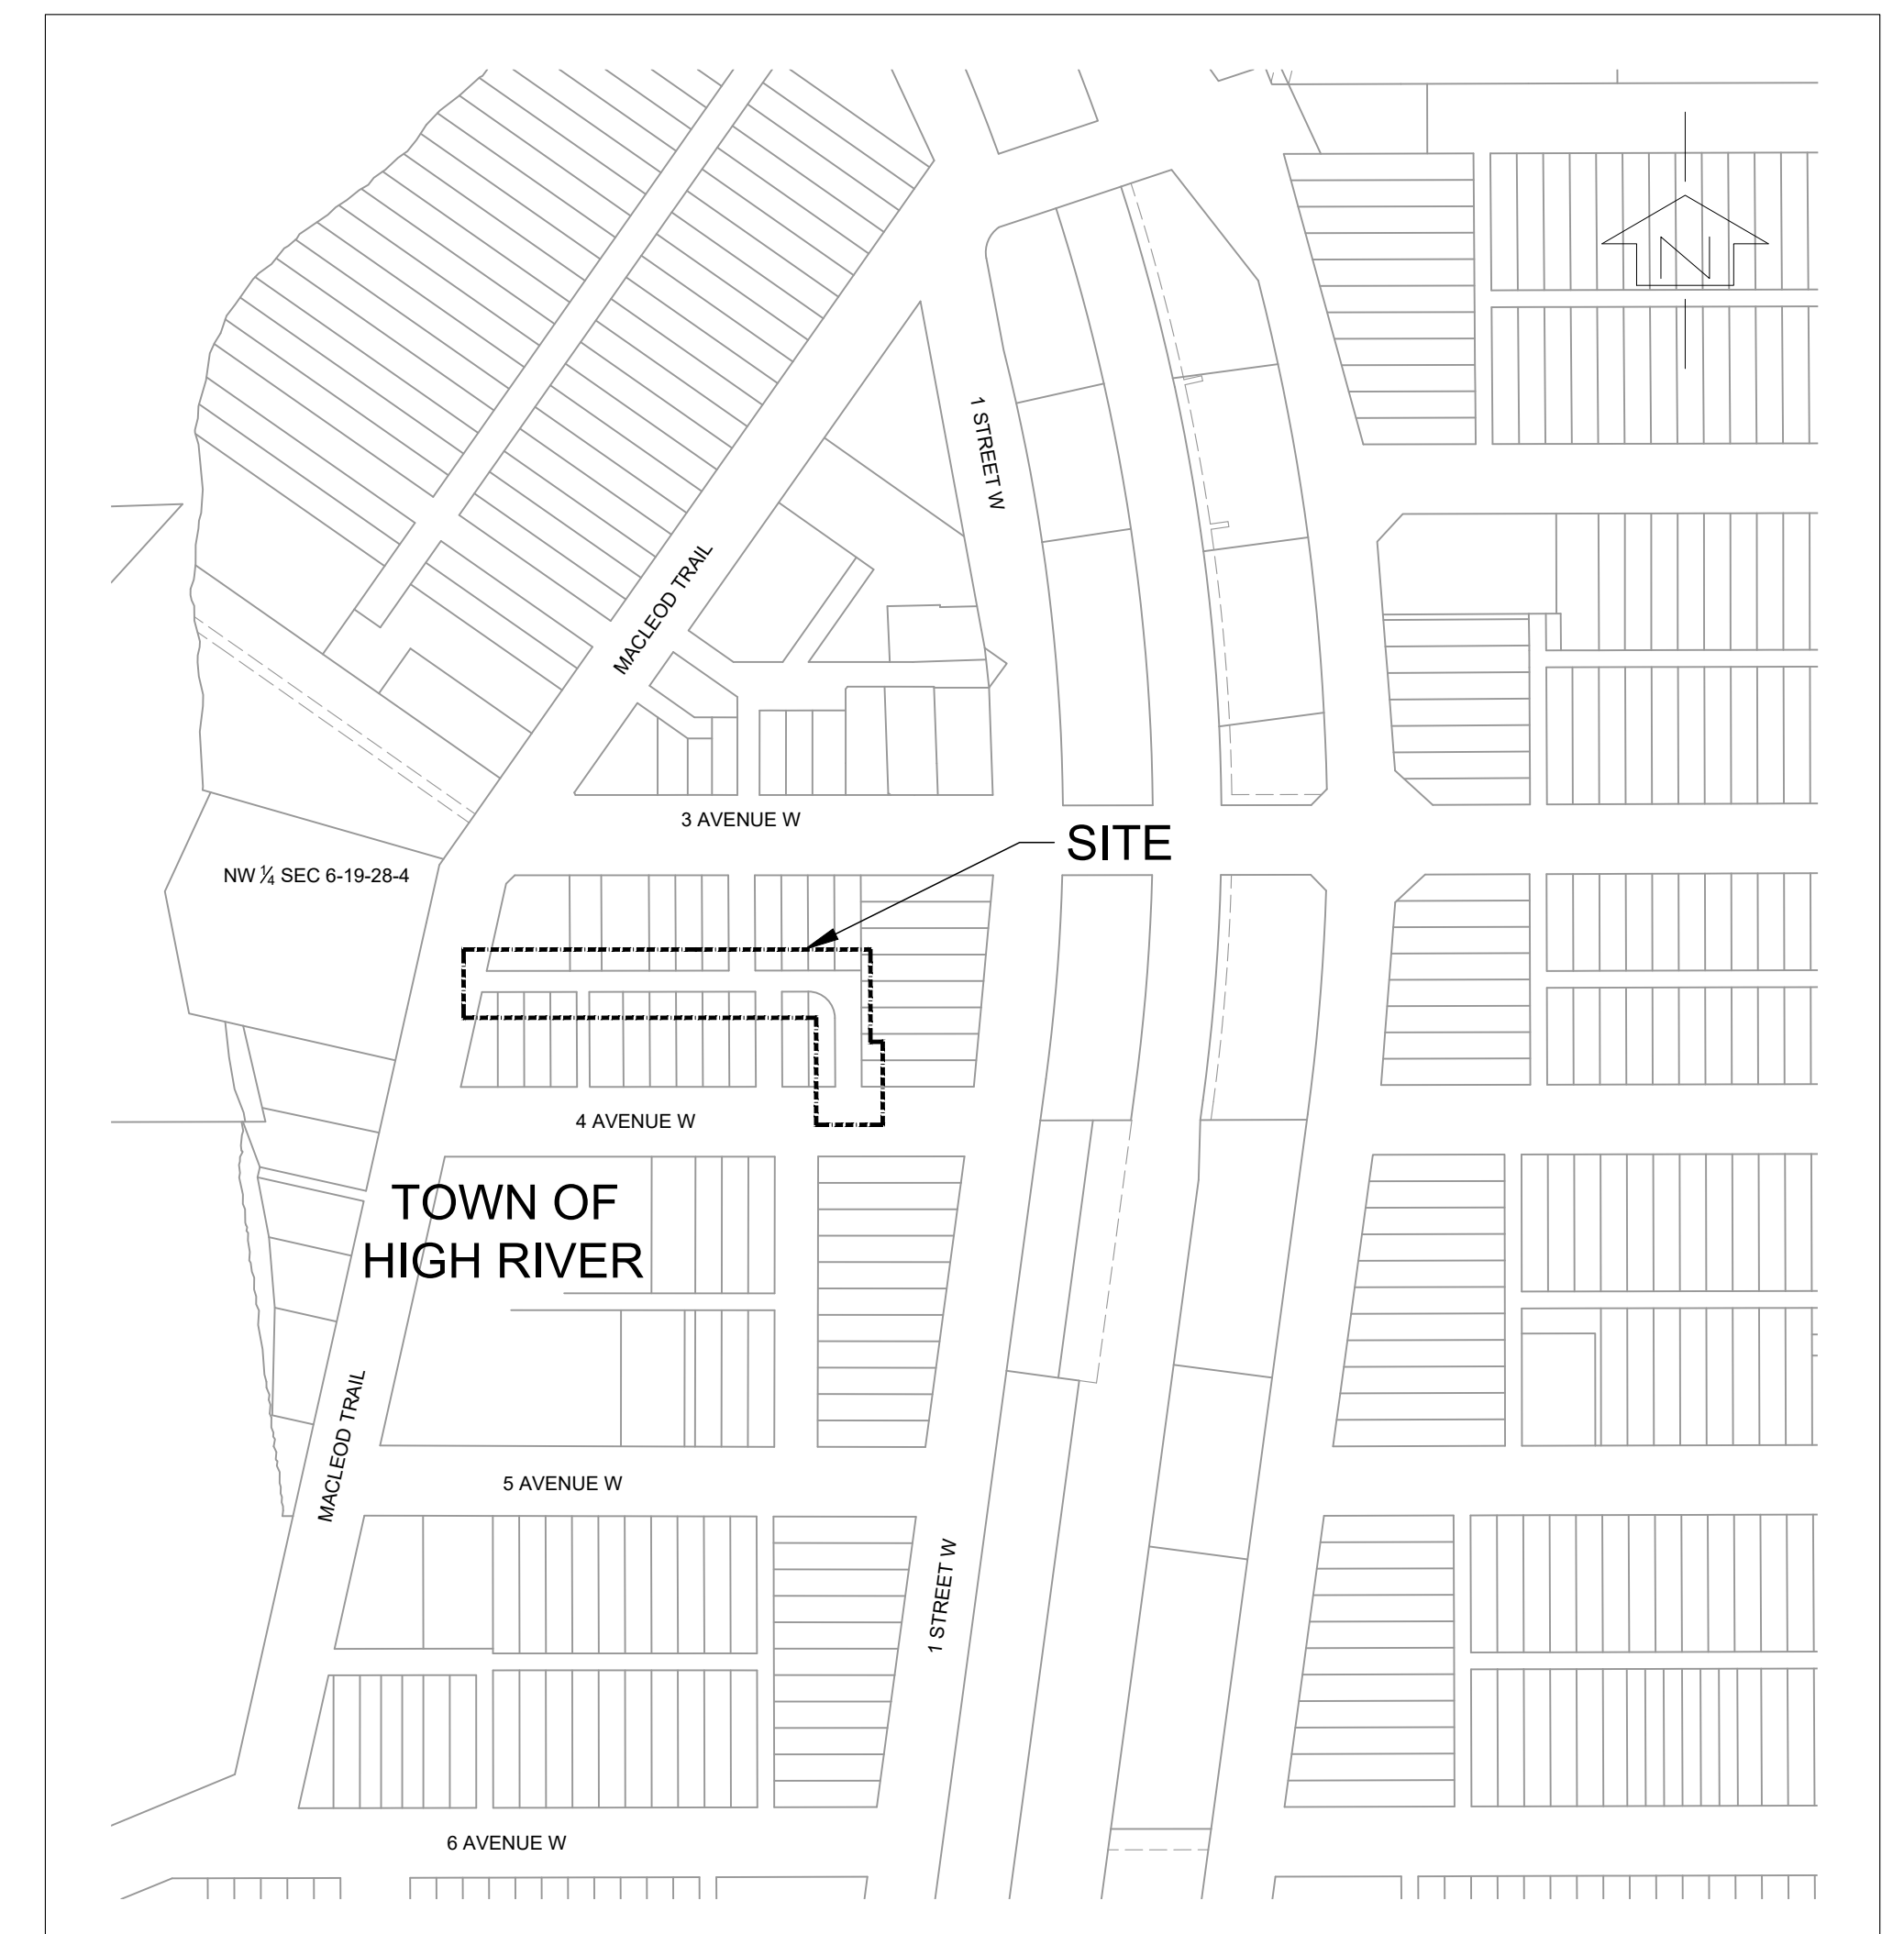 N
1 STREET W
MACLEOD TRAIL
3 AVENUE W
SITE
NW ¼ SEC 6-19-28-4
4 AVENUE W
TOWN OF
HIGH RIVER
MACLEOD TRAIL
5 AVENUE W
1 STREET W
6 AVENUE W